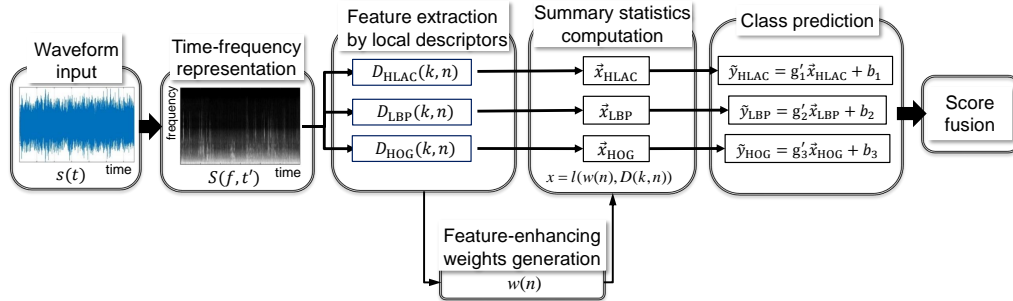 Waveform
input
time
s(t)
Time-frequency
representation
frequency
time
S(f,t′)
Feature extraction
by local descriptors
D_HLAC(k,n)
D_LBP(k,n)
D_HOG(k,n)
Summary statistics
computation
x⃗_HLAC
x⃗_LBP
x⃗_HOG
x = l(w(n), D(k,n))
Class prediction
ỹ_HLAC = g′_1 x⃗_HLAC + b_1
ỹ_LBP = g′_2 x⃗_LBP + b_2
ỹ_HOG = g′_3 x⃗_HOG + b_3
Score
fusion
Feature-enhancing
weights generation
w(n)